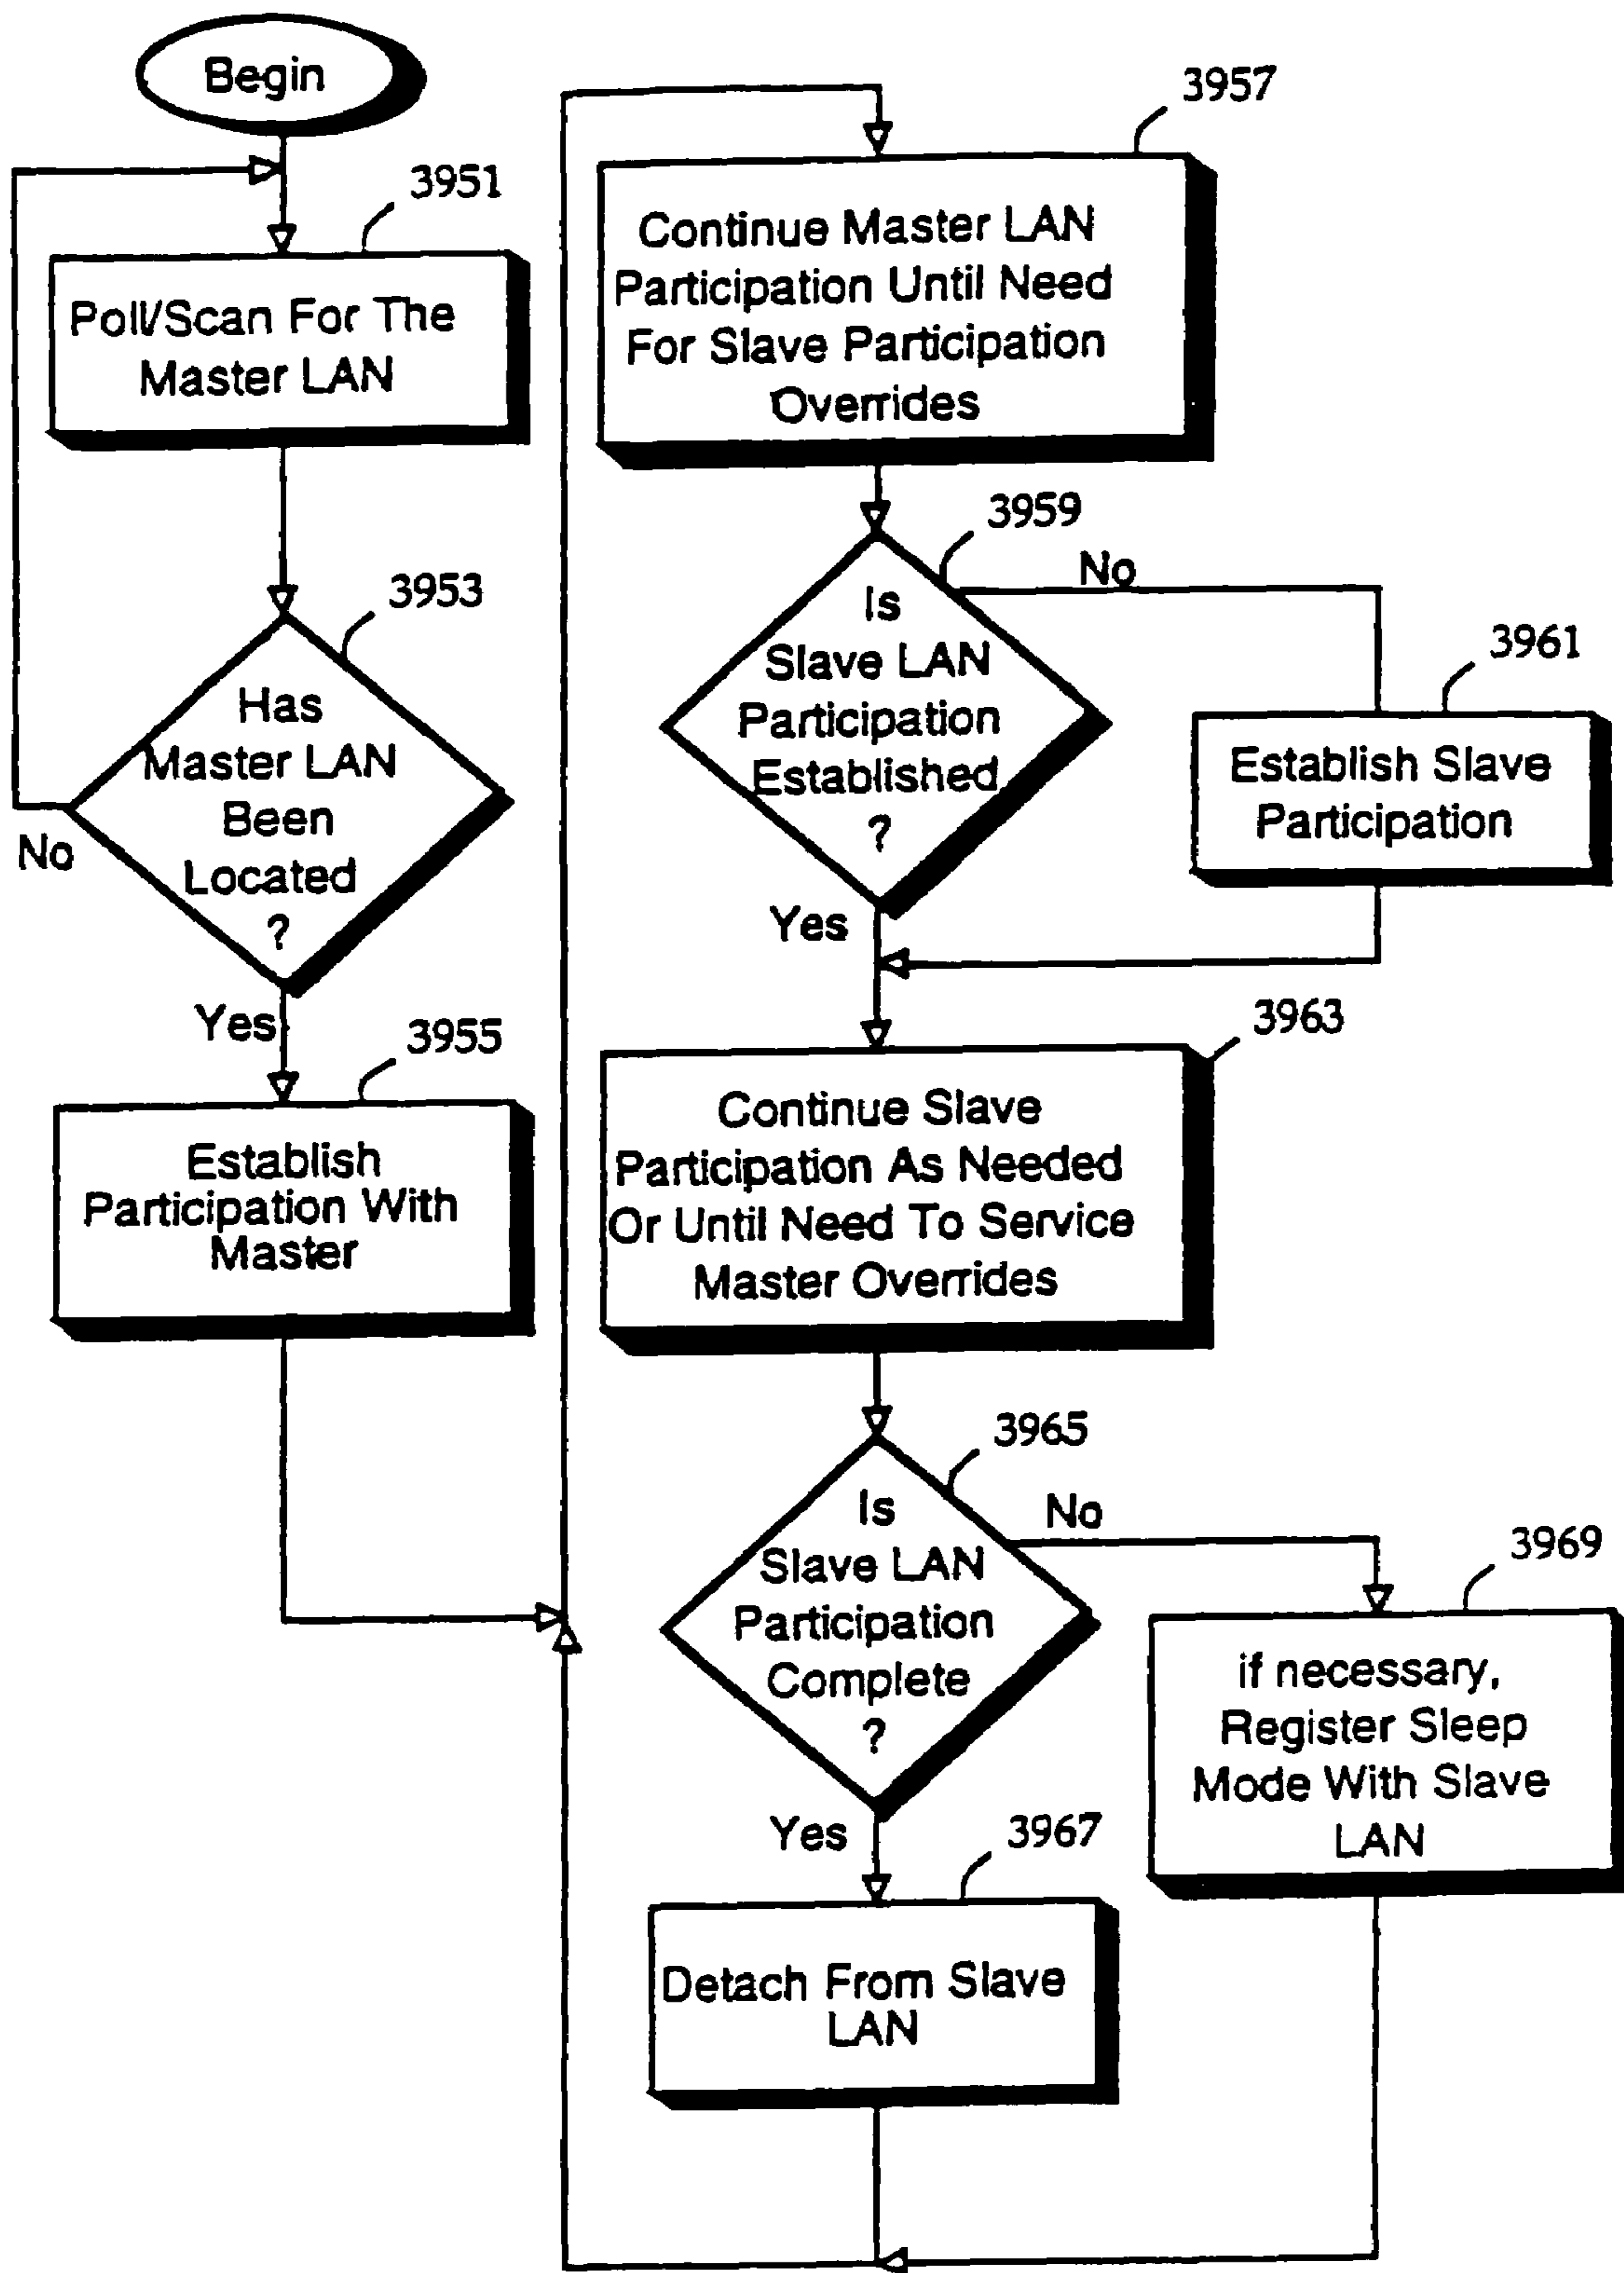 Begin
3951
Poll/Scan For The
Master LAN
3953
Has
Master LAN
Been
Located
?
No
Yes
3955
Establish
Participation With
Master
3957
Continue Master LAN
Participation Until Need
For Slave Participation
Overrides
3959
Is
Slave LAN
Participation
Established
?
No
Yes
3961
Establish Slave
Participation
3963
Continue Slave
Participation As Needed
Or Until Need To Service
Master Overrides
3965
Is
Slave LAN
Participation
Complete
?
No
Yes
3969
if necessary,
Register Sleep
Mode With Slave
LAN
3967
Detach From Slave
LAN